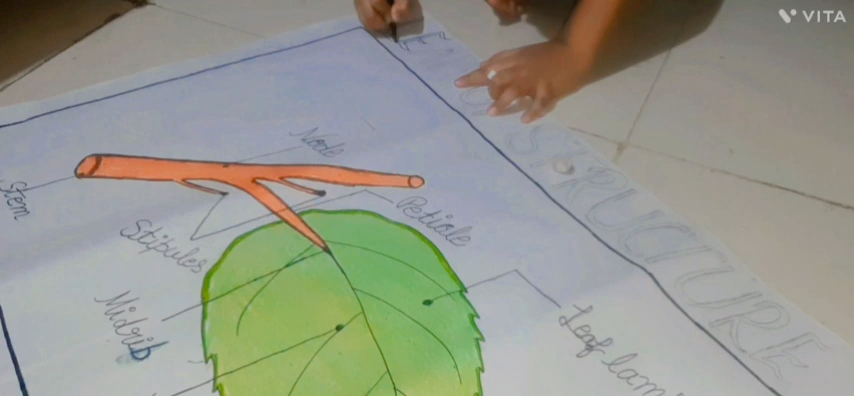 VITA
STRUCTURE
Node
Stem
Petiole
Stipules
Midrib
Leaf lam